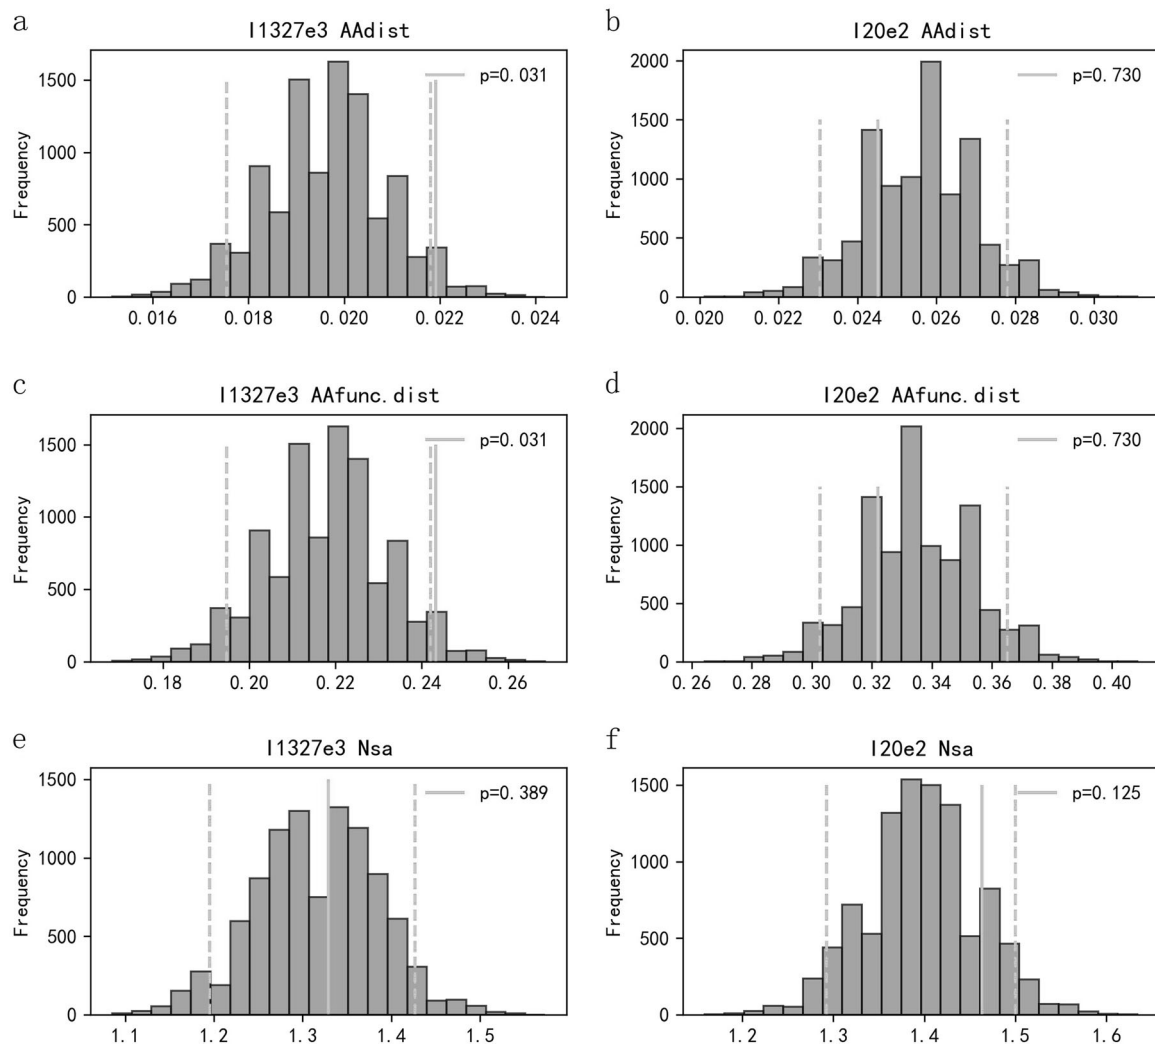 a
I1327e3 AAdist
Frequency
1500
1000
500
0
0.016 0.018 0.020 0.022 0.024
p=0.031
b
I20e2 AAdist
Frequency
2000
1500
1000
500
0
0.020 0.022 0.024 0.026 0.028 0.030
p=0.730
c
I1327e3 AAfunc.dist
Frequency
1500
1000
500
0
0.18 0.20 0.22 0.24 0.26
p=0.031
d
I20e2 AAfunc.dist
Frequency
2000
1500
1000
500
0
0.26 0.28 0.30 0.32 0.34 0.36 0.38 0.40
p=0.730
e
I1327e3 Nsa
Frequency
1500
1000
500
0
1.1 1.2 1.3 1.4 1.5
p=0.389
f
I20e2 Nsa
Frequency
1500
1000
500
0
1.2 1.3 1.4 1.5 1.6
p=0.125